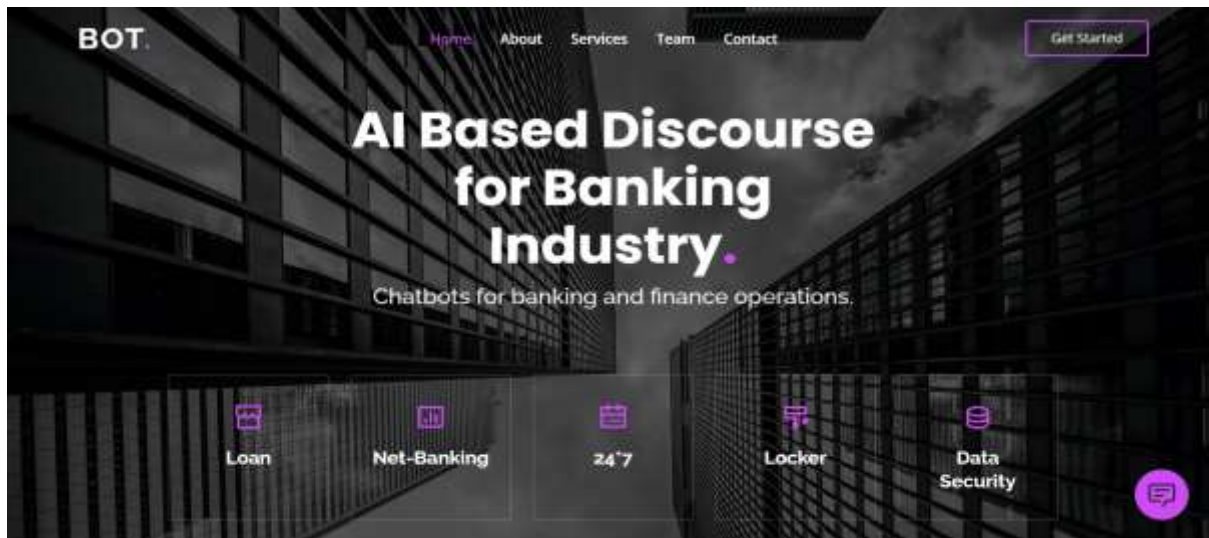 BOT.
Home About Services Team Contact
Get Started
AI Based Discourse
for Banking
Industry.
Chatbots for banking and finance operations.
Loan
Net-Banking
24*7
Locker
Data
Security